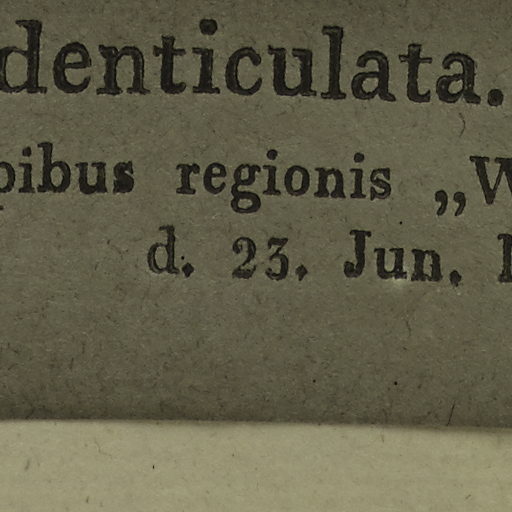 denticulata.
pibus regionis „W
d. 23. Jun.